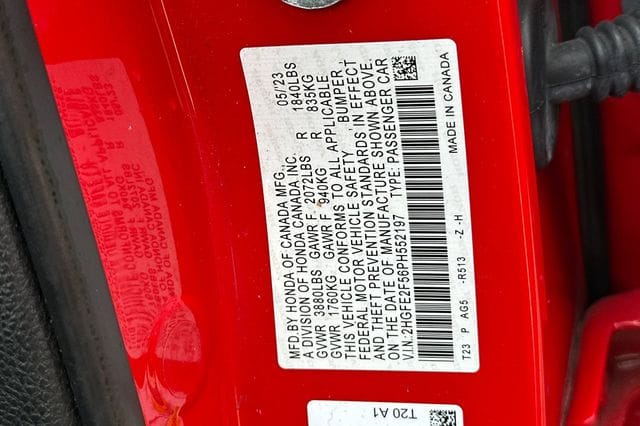 MFD.BY HONDA OF CANADA MFG. 05/'23
A DIVISION OF HONDA CANADA INC.
GVWR 3880LBS GAWR F 2072LBS R 1840LBS
GVWR 1760KG GAWR F 940KG R 835KG
THIS VEHICLE CONFORMS TO ALL APPLICABLE
FEDERAL MOTOR VEHICLE SAFETY, BUMPER,
AND THEFT PREVENTION STANDARDS IN EFFECT
ON THE DATE OF MANUFACTURE SHOWN ABOVE.
V.I.N. 2HGFE2F56PH552197 TYPE: PASSENGER CAR
T23 P AG5 -R513 -Z -H MADE IN CANADA
T20 A1